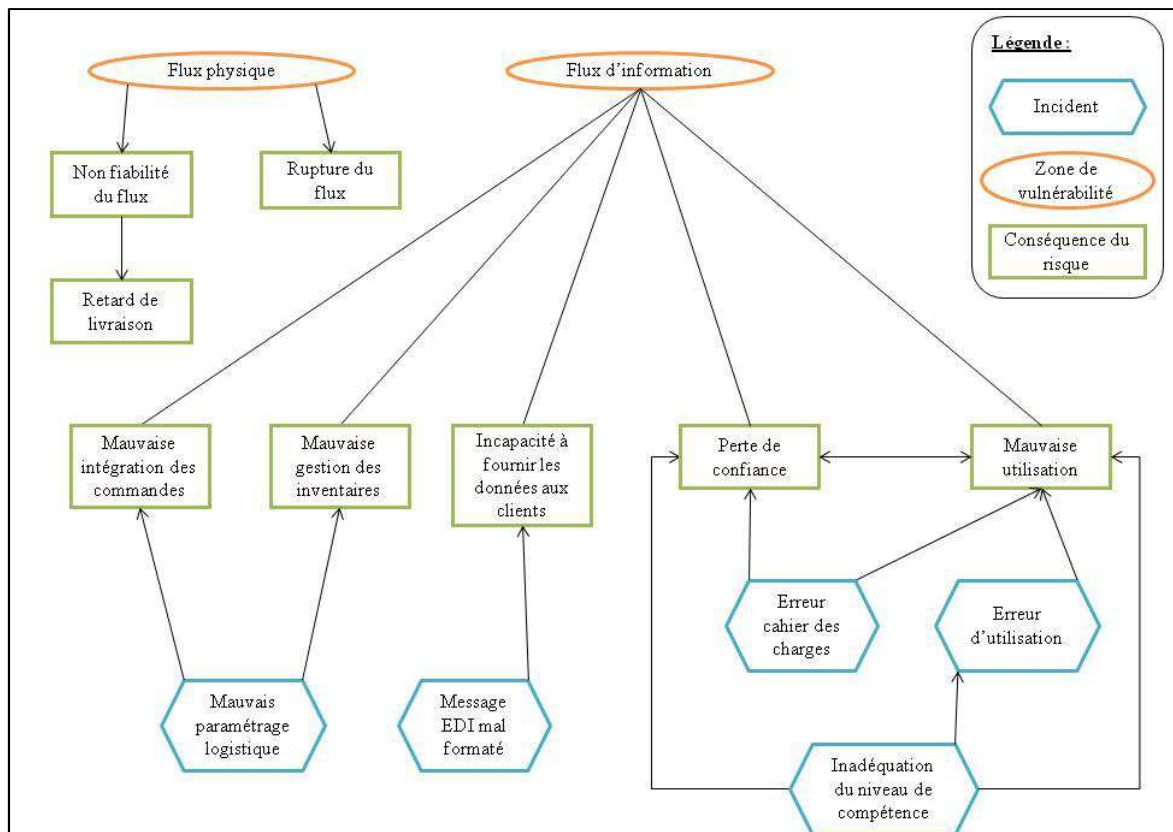 Flux physique
Flux d'information
Légende :
Incident
Zone de
vulnérabilité
Conséquence du
risque
Non fiabilité
du flux
Rupture du
flux
Retard de
livraison
Mauvaise
intégration des
commandes
Mauvaise
gestion des
inventaires
Incapacité à
fournir les
données aux
clients
Perte de
confiance
Mauvaise
utilisation
Erreur
cahier des
charges
Erreur
d'utilisation
Mauvais
paramétrage
logistique
Message
EDI mal
formaté
Inadéquation
du niveau de
compétence